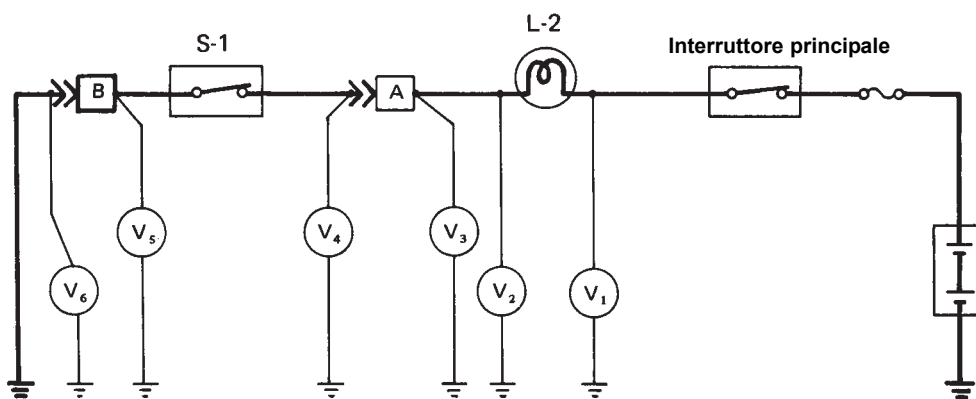 L-2
S-1
Interruttore principale
B
A
V₅
V₄
V₃
V₆
V₂
V₁